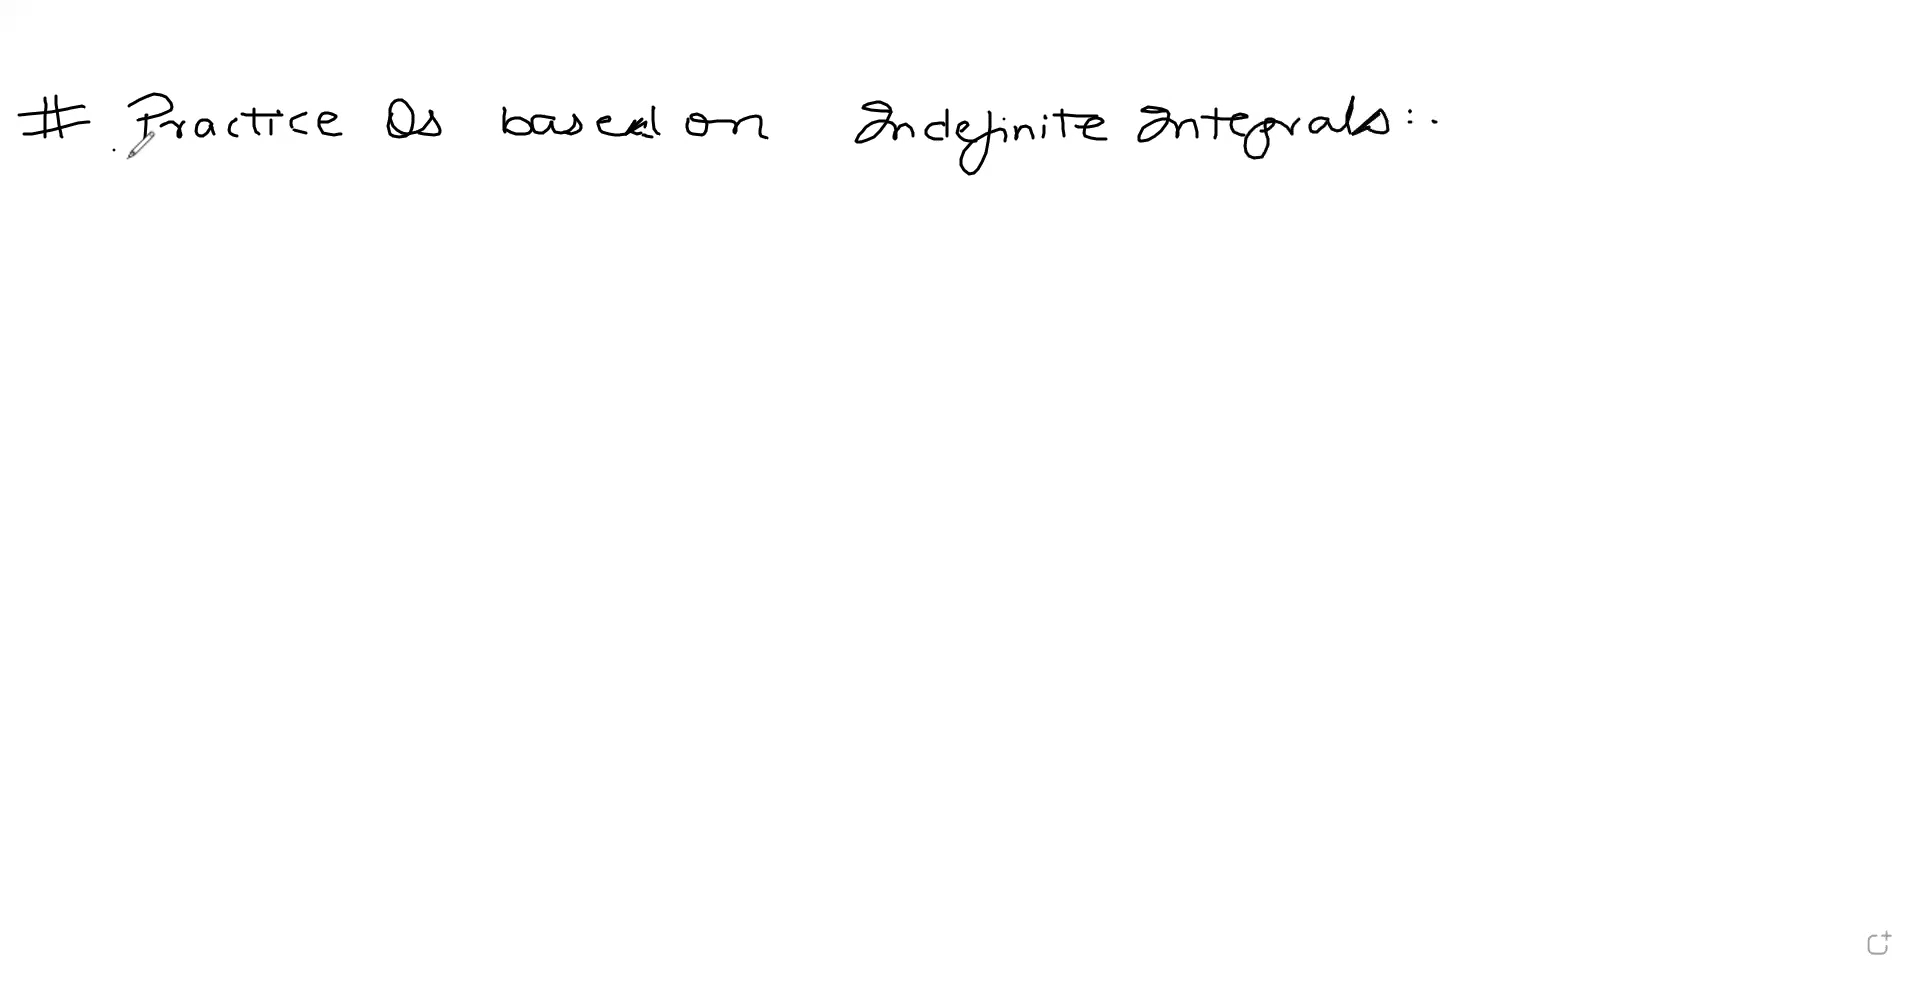 # Practice Qs based on Indefinite Integrals:.